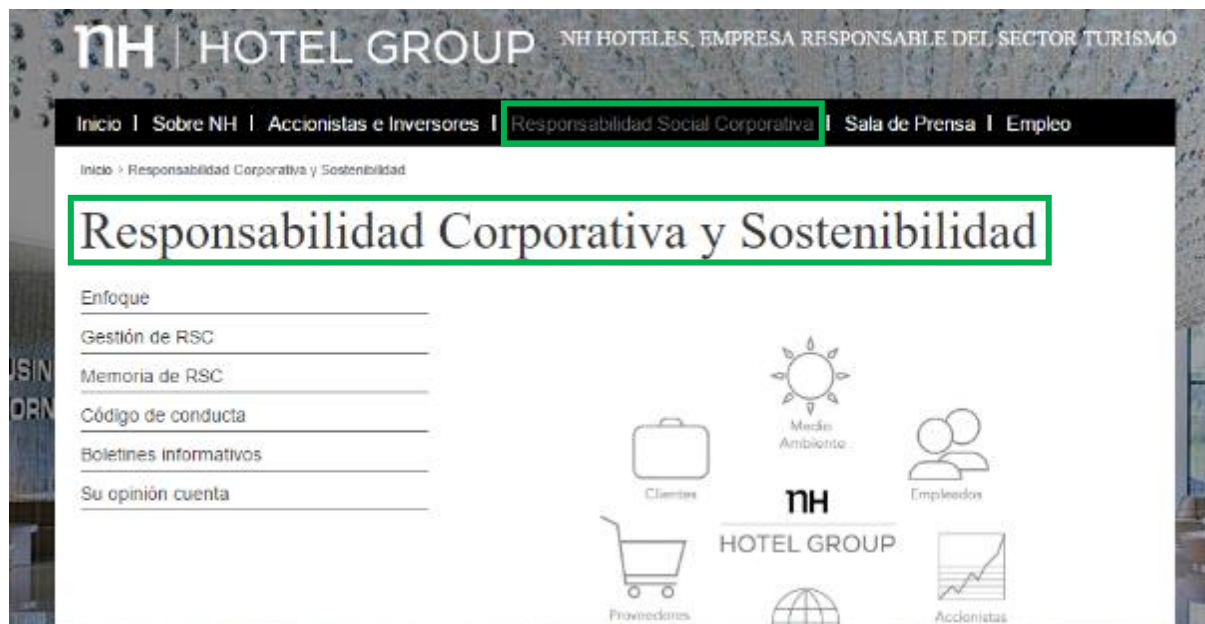 NH | HOTEL GROUP
NH HOTELES, EMPRESA RESPONSABLE DEL SECTOR TURISMO
Inicio | Sobre NH | Accionistas e Inversores | Responsabilidad Social Corporativa | Sala de Prensa | Empleo
Inicio > Responsabilidad Corporativa y Sostenibilidad
Responsabilidad Corporativa y Sostenibilidad
Enfoque
Gestión de RSC
Memoria de RSC
Código de conducta
Boletines informativos
Su opinión cuenta
Medio
Ambiente
Clientes
Empleados
NH
HOTEL GROUP
Proveedores
Accionistas